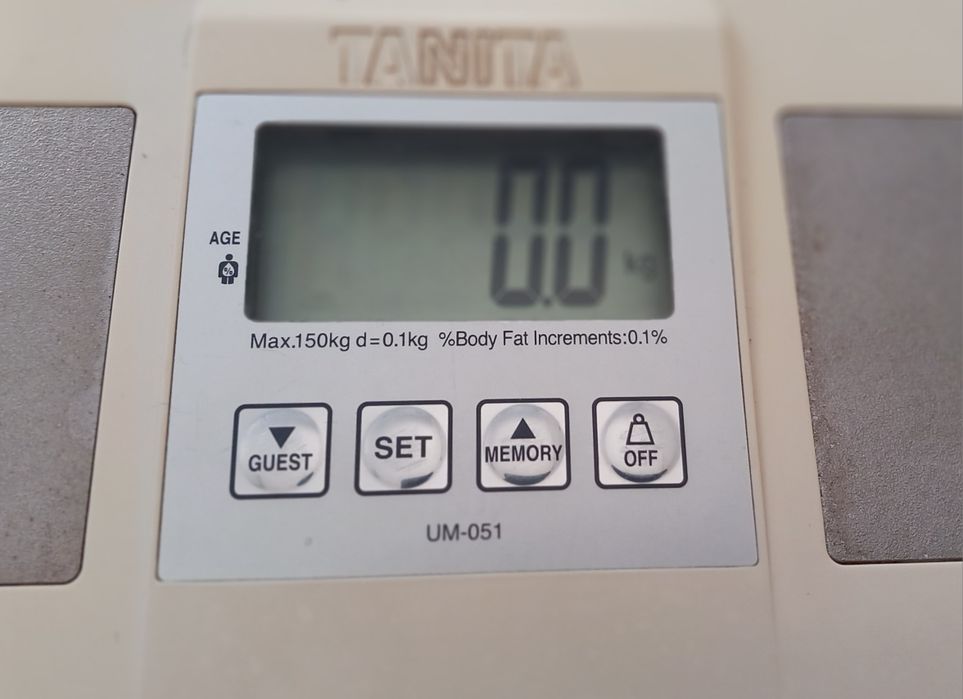 TANITA
0.0 kg
AGE
%
Max.150kg d=0.1kg %Body Fat Increments:0.1%
GUEST
SET
MEMORY
OFF
UM-051